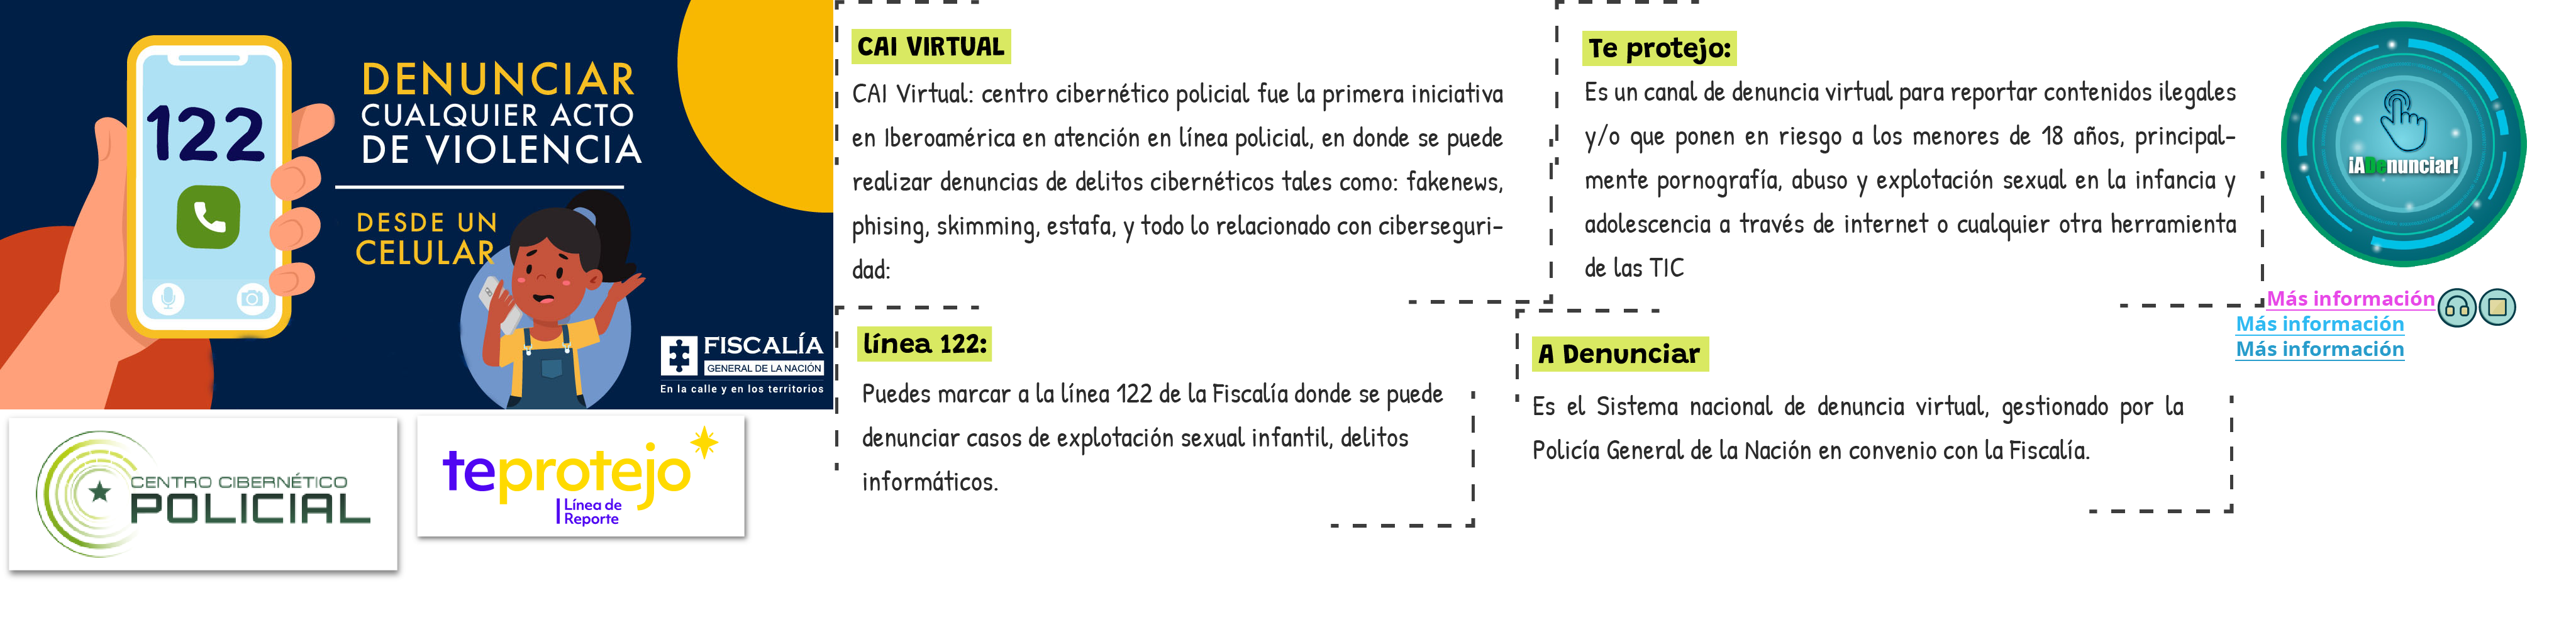 122
DENUNCIAR
CUALQUIER ACTO
DE VIOLENCIA
DESDE UN
CELULAR
FISCALÍA
GENERAL DE LA NACIÓN
En la calle y en los territorios
CENTRO CIBERNÉTICO
POLICIAL
teprotejo
Línea de
Reporte
CAI VIRTUAL
CAI Virtual: centro cibernético policial fue la primera iniciativa
en Iberoamérica en atención en línea policial, en donde se puede
realizar denuncias de delitos cibernéticos tales como: fakenews,
phising, skimming, estafa, y todo lo relacionado con ciberseguri-
dad:
línea 122:
Puedes marcar a la línea 122 de la Fiscalía donde se puede
denunciar casos de explotación sexual infantil, delitos
informáticos.
Te protejo:
Es un canal de denuncia virtual para reportar contenidos ilegales
y/o que ponen en riesgo a los menores de 18 años, principal-
mente pornografía, abuso y explotación sexual en la infancia y
adolescencia a través de internet o cualquier otra herramienta
de las TIC
A Denunciar
Es el Sistema nacional de denuncia virtual, gestionado por la
Policía General de la Nación en convenio con la Fiscalía.
¡ADenunciar!
Más información
Más información
Más información